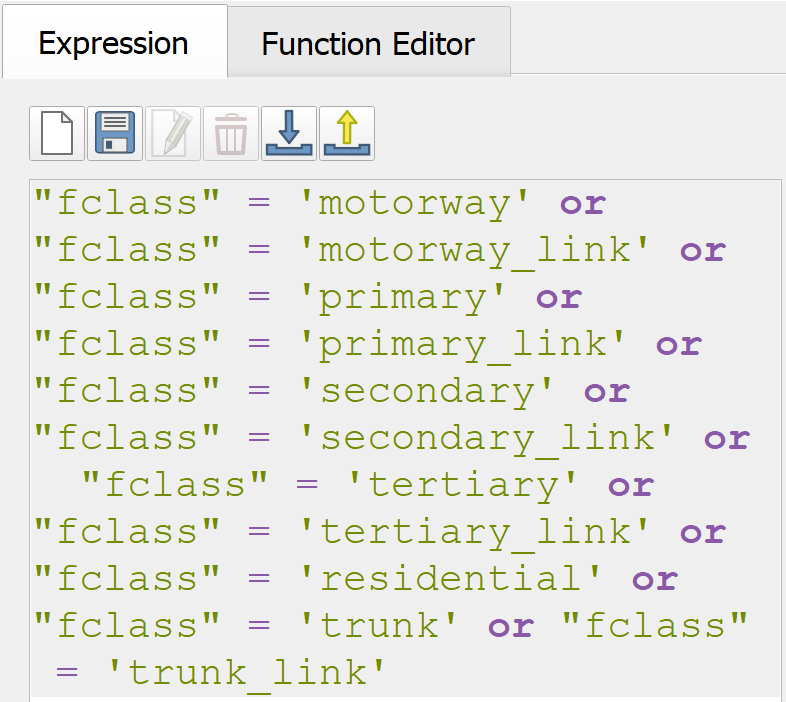 Expression Function Editor
"fclass" = 'motorway' or
"fclass" = 'motorway_link' or
"fclass" = 'primary' or
"fclass" = 'primary_link' or
"fclass" = 'secondary' or
"fclass" = 'secondary_link' or
"fclass" = 'tertiary' or
"fclass" = 'tertiary_link' or
"fclass" = 'residential' or
"fclass" = 'trunk' or "fclass"
= 'trunk_link'